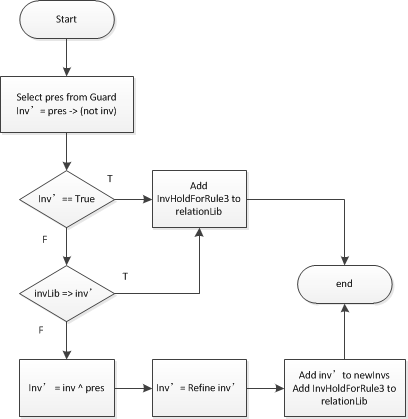 Start
Select pres from Guard
Inv’ = pres -> (not inv)
Inv’ == True
T
Add
InvHoldForRule3 to
relationLib
F
invLib => inv’
T
end
F
Inv’ = inv ^ pres
Inv’ = Refine inv’
Add inv’ to newInvs
Add InvHoldForRule3 to
relationLib